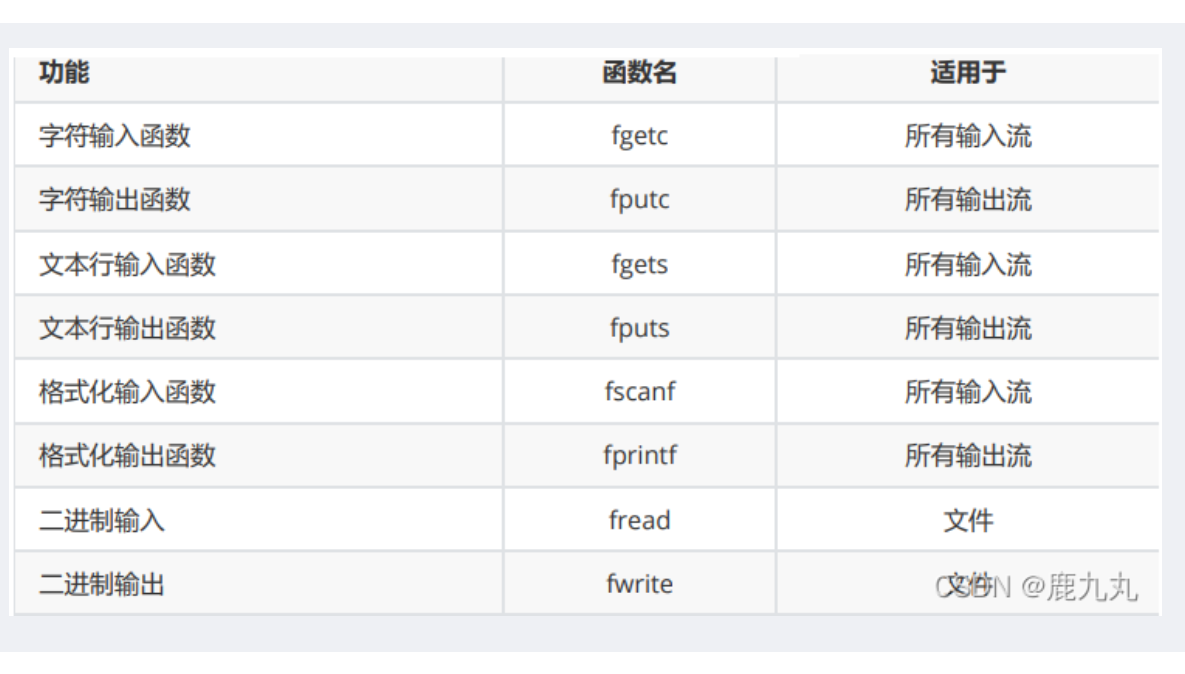 功能 函数名 适用于
字符输入函数 fgetc 所有输入流
字符输出函数 fputc 所有输出流
文本行输入函数 fgets 所有输入流
文本行输出函数 fputs 所有输出流
格式化输入函数 fscanf 所有输入流
格式化输出函数 fprintf 所有输出流
二进制输入 fread 文件
二进制输出 fwrite 文件
CSDN @鹿九丸